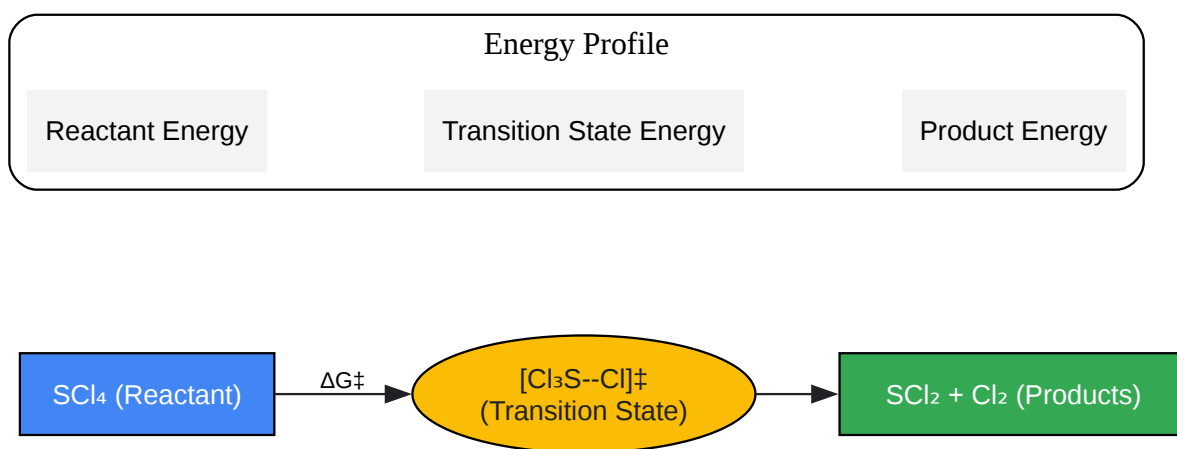 Energy Profile
Reactant Energy
Transition State Energy
Product Energy
SCl₄ (Reactant)
ΔG‡
[Cl₃S--Cl]‡
(Transition State)
SCl₂ + Cl₂ (Products)